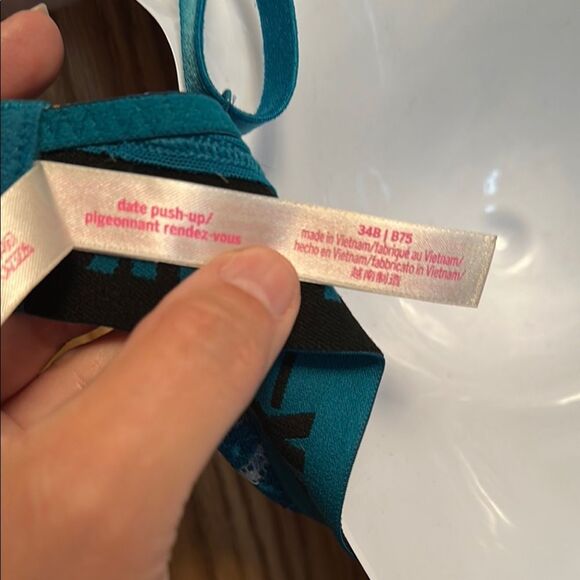 date push-up/
pigeonnant rendez-vous
34B | B75
made in Vietnam/fabriqué au Vietnam/
hecho en Vietnam/fabbricato in Vietnam/
越南制造